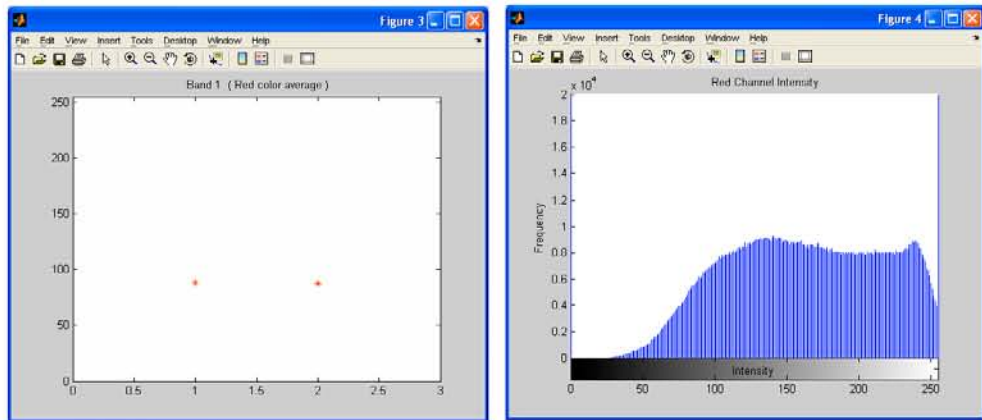 Figure 3
File Edit View Insert Tools Desktop Window Help
Band 1 ( Red color average )
250
200
150
100
50
0
0 0.5 1 1.5 2 2.5 3
Figure 4
File Edit View Insert Tools Desktop Window Help
x 10^4
Red Channel Intensity
2
1.8
1.6
1.4
1.2
1
0.8
0.6
0.4
0.2
0
Frequency
Intensity
0 50 100 150 200 250